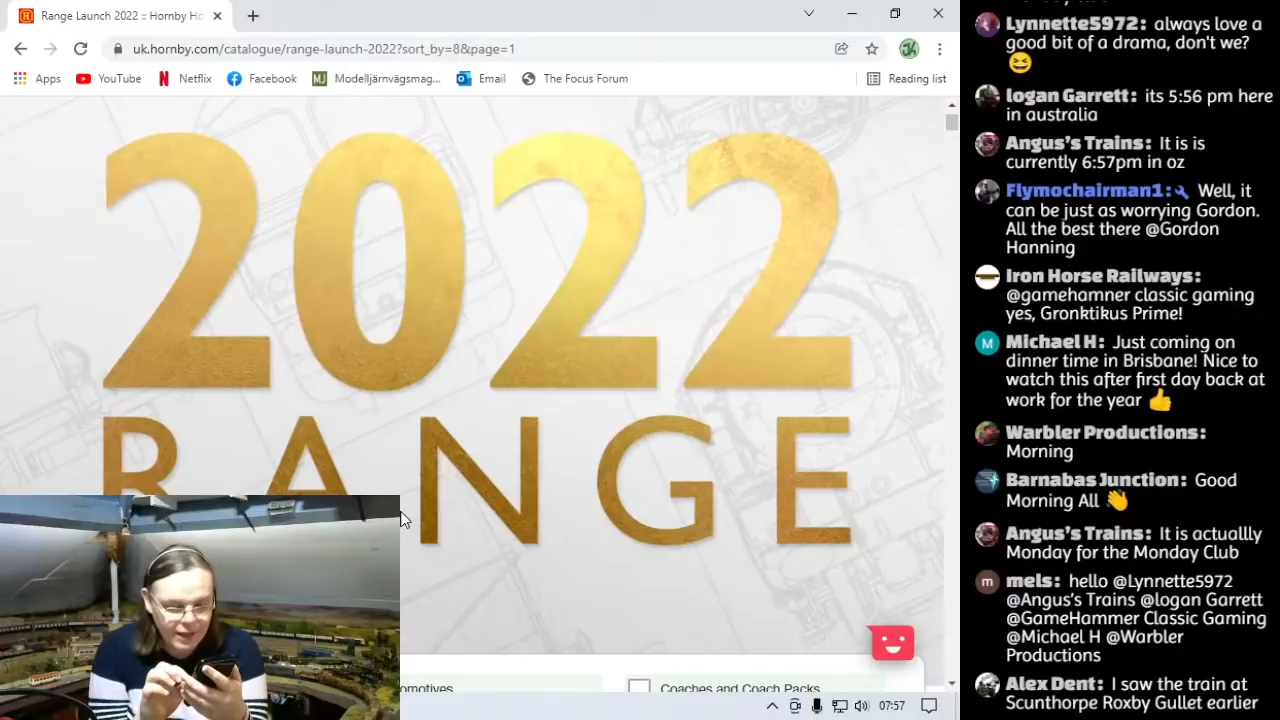 Range Launch 2022 :: Hornby Ho
uk.hornby.com/catalogue/range-launch-2022?sort_by=8&page=1
Apps YouTube Netflix Facebook Modelljärnvägsmag... Email The Focus Forum Reading list
2022
RANGE
omotives
Coaches and Coach Packs
07:57
Lynnette5972: always love a
good bit of a drama, don't we?
logan Garrett: its 5:56 pm here
in australia
Angus's Trains: It is is
currently 6:57pm in oz
Flymochairman1: Well, it
can be just as worrying Gordon.
All the best there @Gordon
Hanning
Iron Horse Railways:
@gamehamner classic gaming
yes, Gronktikus Prime!
M Michael H: Just coming on
dinner time in Brisbane! Nice to
watch this after first day back at
work for the year
Warbler Productions:
Morning
Barnabas Junction: Good
Morning All
Angus's Trains: It is actuallly
Monday for the Monday Club
m mels: hello @Lynnette5972
@Angus's Trains @logan Garrett
@GameHammer Classic Gaming
@Michael H @Warbler
Productions
Alex Dent: I saw the train at
Scunthorpe Roxby Gullet earlier